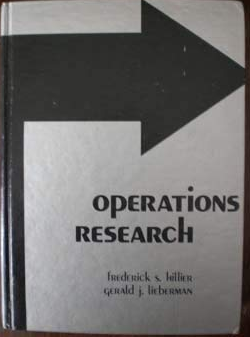 operations
research
frederick s. hillier
gerald j. lieberman